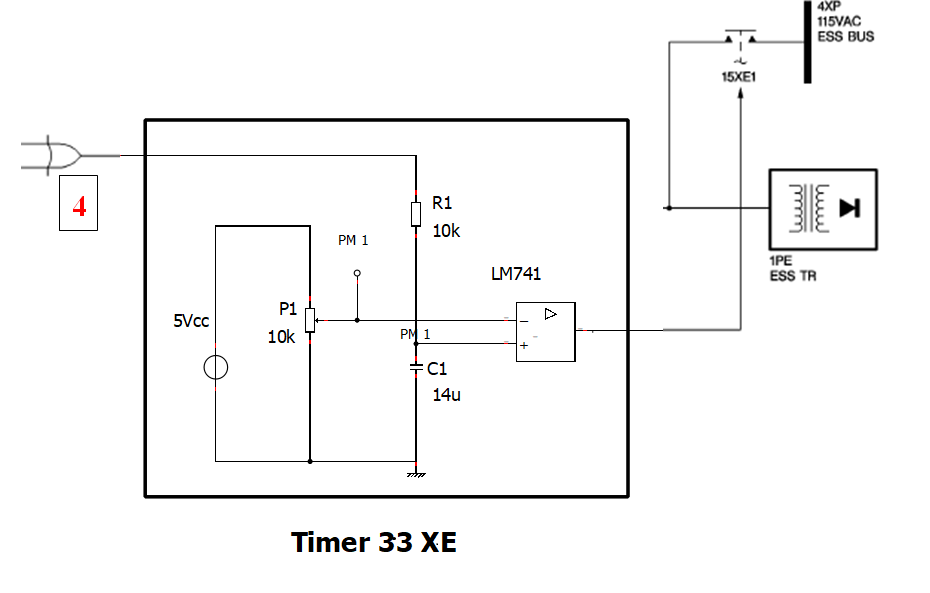 4XP
115VAC
ESS BUS
15XE1
4
R1
10k
PM 1
LM741
P1
10k
5Vcc
PM 1
−
+
C1
14u
1PE
ESS TR
Timer 33 XE